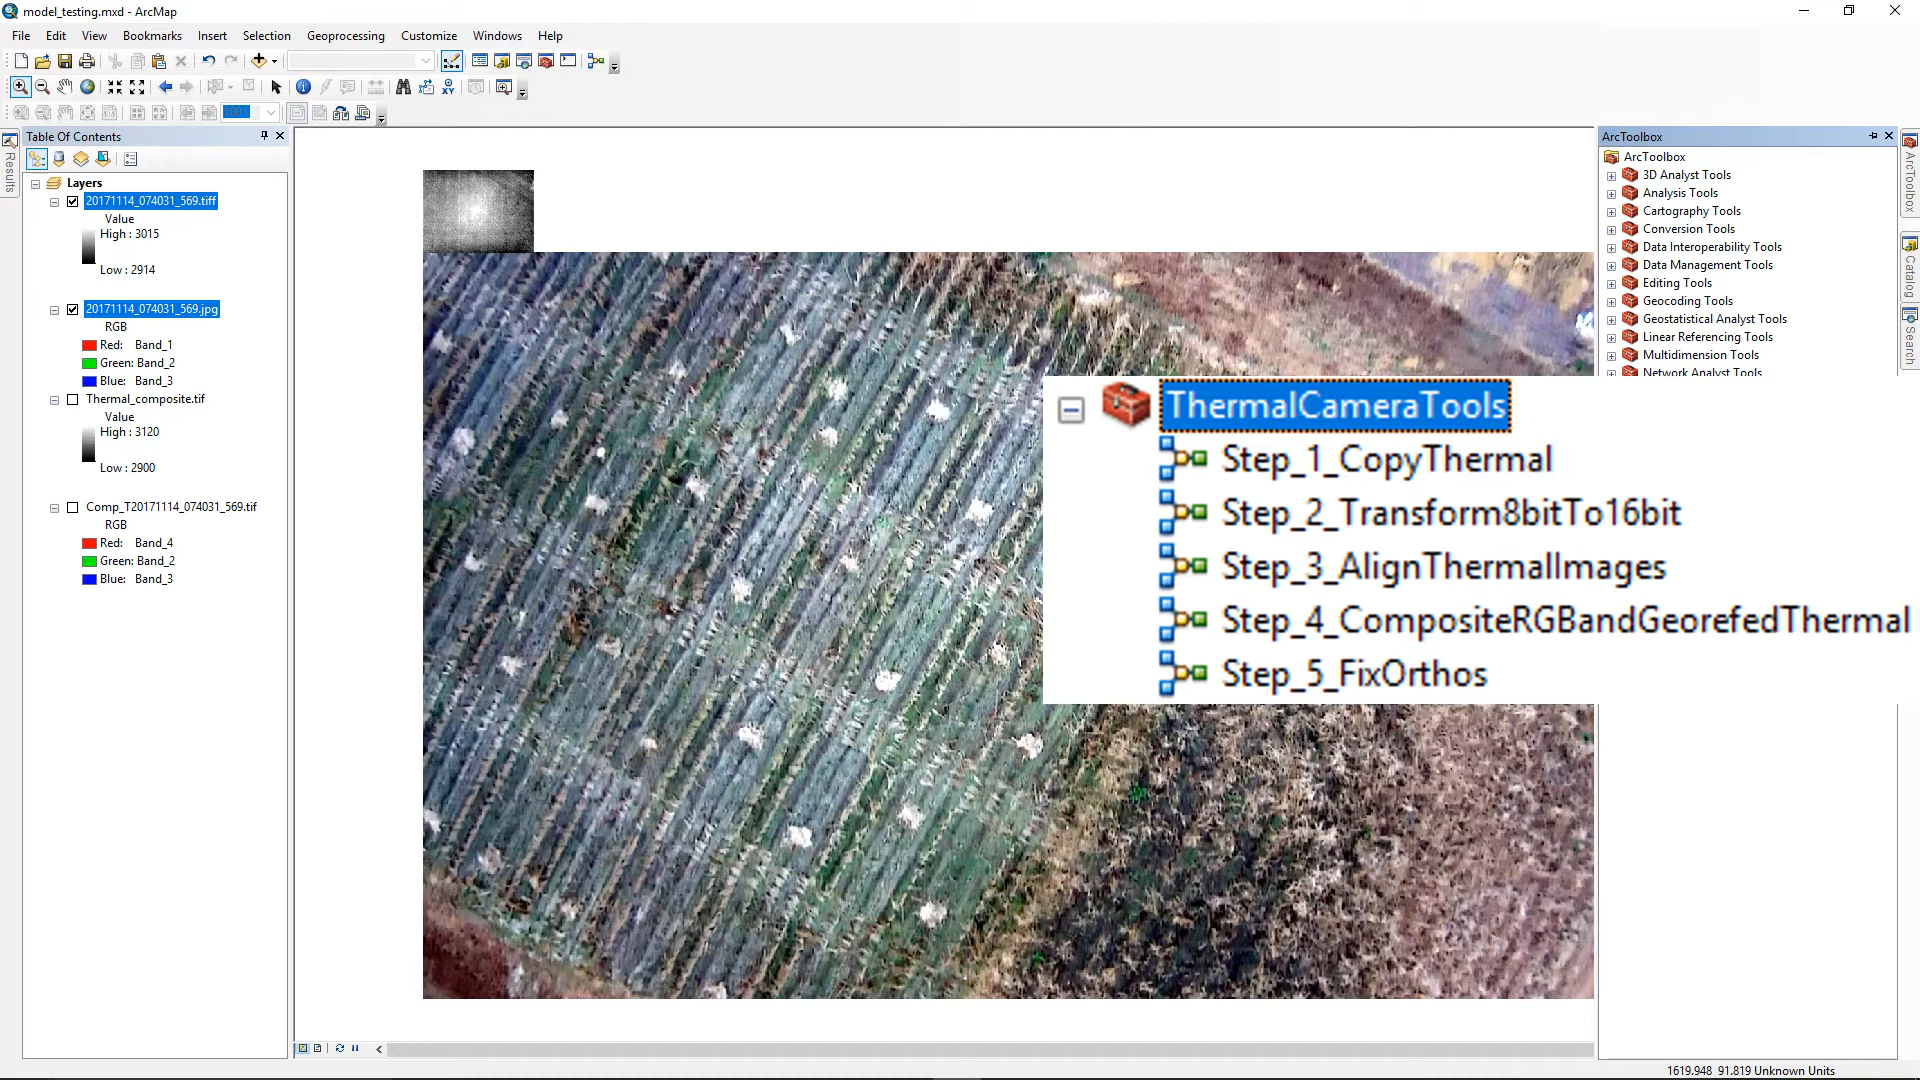 model_testing.mxd - ArcMap
File Edit View Bookmarks Insert Selection Geoprocessing Customize Windows Help
100%
Table Of Contents
Results
Layers
20171114_074031_569.tiff
Value
High : 3015
Low : 2914
20171114_074031_569.jpg
RGB
Red: Band_1
Green: Band_2
Blue: Band_3
Thermal_composite.tif
Value
High : 3120
Low : 2900
Comp_T20171114_074031_569.tif
RGB
Red: Band_4
Green: Band_2
Blue: Band_3
ArcToolbox
ArcToolbox
3D Analyst Tools
Analysis Tools
Cartography Tools
Conversion Tools
Data Interoperability Tools
Data Management Tools
Editing Tools
Geocoding Tools
Geostatistical Analyst Tools
Linear Referencing Tools
Multidimension Tools
Network Analyst Tools
ArcToolbox
Catalog
Search
ThermalCameraTools
Step_1_CopyThermal
Step_2_Transform8bitTo16bit
Step_3_AlignThermalImages
Step_4_CompositeRGBandGeorefedThermal
Step_5_FixOrthos
1619.948 91.819 Unknown Units